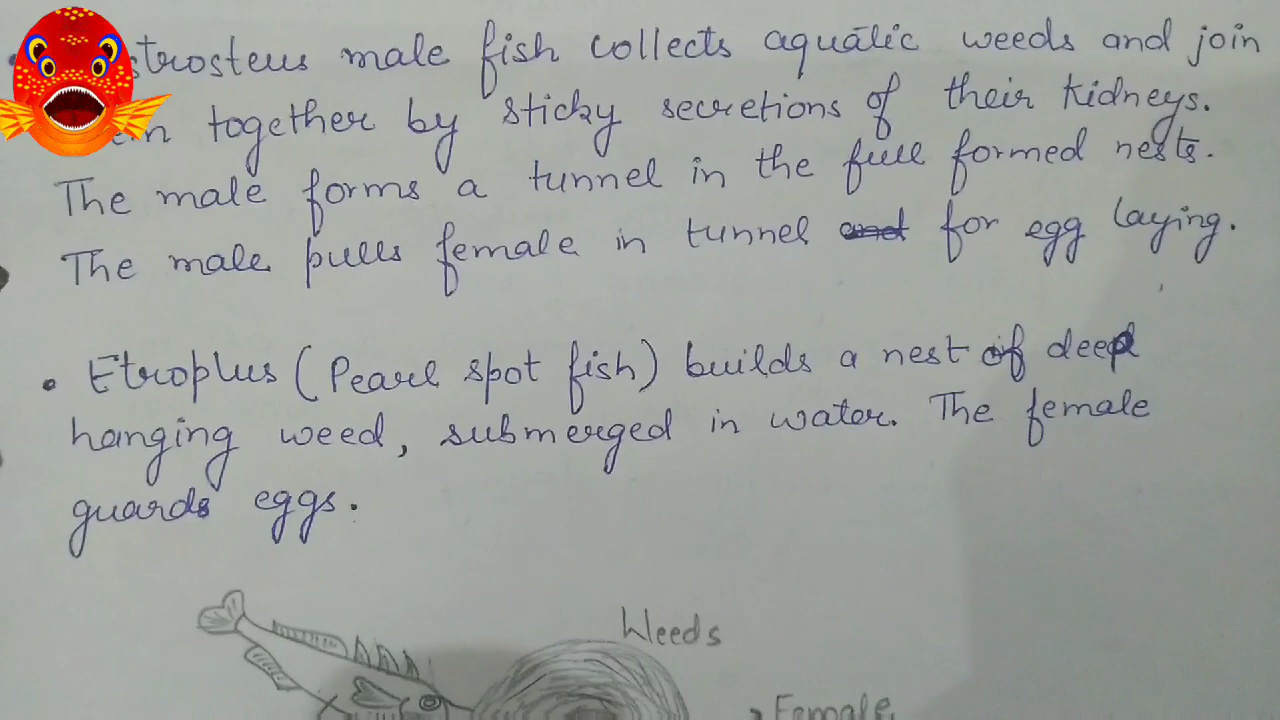 male fish collects aquatic weeds and join
together by sticky secretions of their kidneys.
The male forms a tunnel in the full formed nests.
The male pulls female in tunnel for egg laying.
• Etroplus (Pearl spot fish) builds a nest of deep
hanging weed, submerged in water. The female
guards eggs.
Weeds
Female